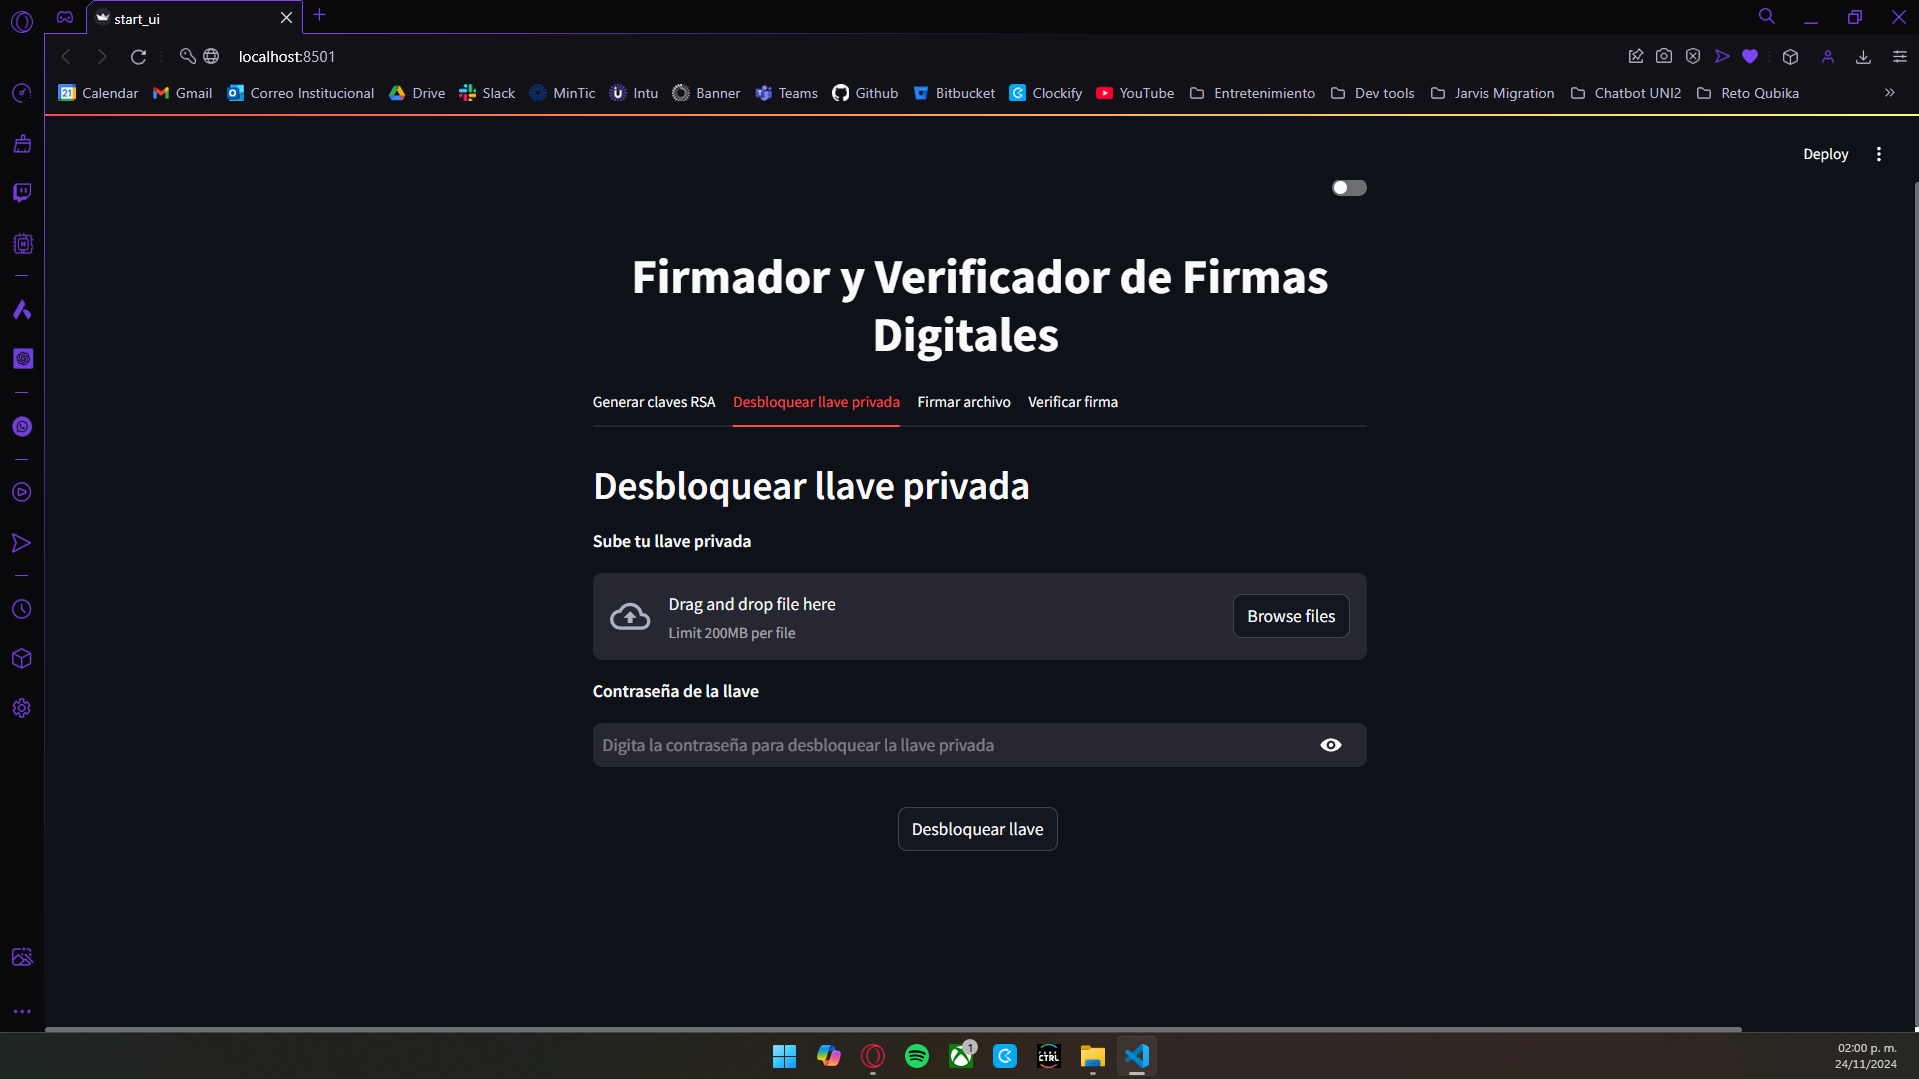 start_ui
localhost:8501
Calendar Gmail Correo Institucional Drive Slack MinTic Intu Banner Teams Github Bitbucket Clockify YouTube Entretenimiento Dev tools Jarvis Migration Chatbot UNI2 Reto Qubika
Deploy
Firmador y Verificador de Firmas
Digitales
Generar claves RSA Desbloquear llave privada Firmar archivo Verificar firma
Desbloquear llave privada
Sube tu llave privada
Drag and drop file here
Limit 200MB per file
Browse files
Contraseña de la llave
Digita la contraseña para desbloquear la llave privada
Desbloquear llave
1
CTRL
02:00 p. m.
24/11/2024